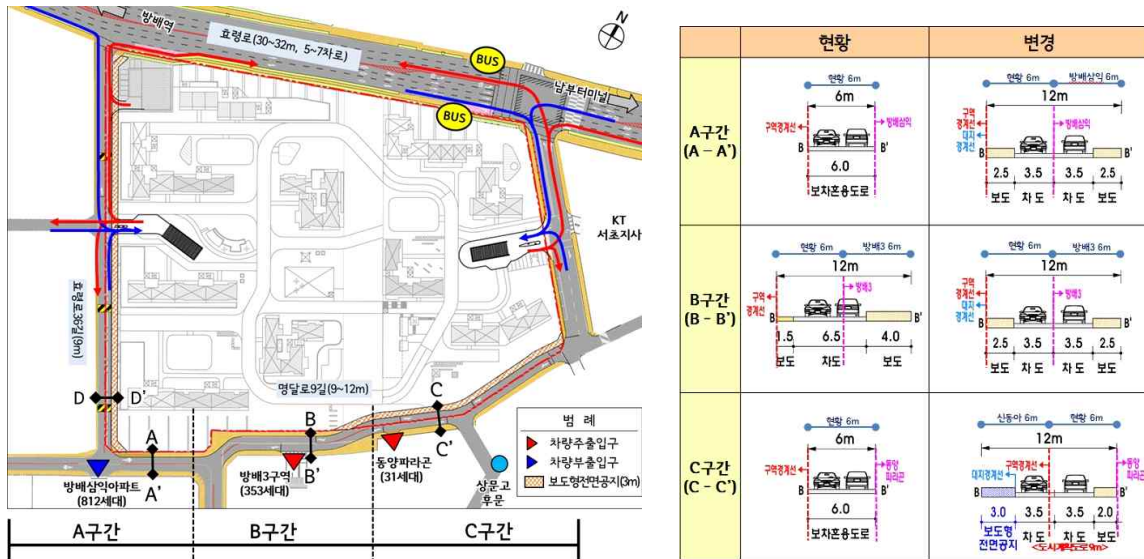 방배역
효령로(30~32m, 5~7차로)
BUS
BUS
남부터미널
N
KT
서초지사
효령로36길(9m)
명달로9길(9~12m)
D D'
A
A'
B
B'
C
C'
방배삼익아파트
(812세대)
방배3구역
(353세대)
동양파라곤
(31세대)
상문고
후문
범 례
차량주출입구
차량부출입구
보도형전면공지(3m)
A구간 B구간 C구간
현황 변경
A구간
(A – A')
현황 6m
6m
구역경계선
방배삼익
B B'
6.0
보차혼용도로
현황 6m 방배삼익 6m
12m
구역
경계선
대지
경계선
방배삼익
B B'
2.5 3.5 3.5 2.5
보도 차 도 차 도 보도
B구간
(B – B')
현황 6m 방배3 6m
12m
구역
경계선
방배3
B B'
1.5 6.5 4.0
보도 차도 보도
현황 6m 방배3 6m
12m
구역
경계선
대지
경계선
방배3
B B'
2.5 3.5 3.5 2.5
보도 차 도 차 도 보도
C구간
(C – C')
현황 6m
6m
구역경계선
동양
파라곤
B B'
6.0
보차혼용도로
신동아 6m 현황 6m
12m
구역경계선
대지경계선
동양
파라곤
B B'
3.0 3.5 3.5 2.0
보도형
전면공지
차 도 차 도 보도
<도시계획도로9m>